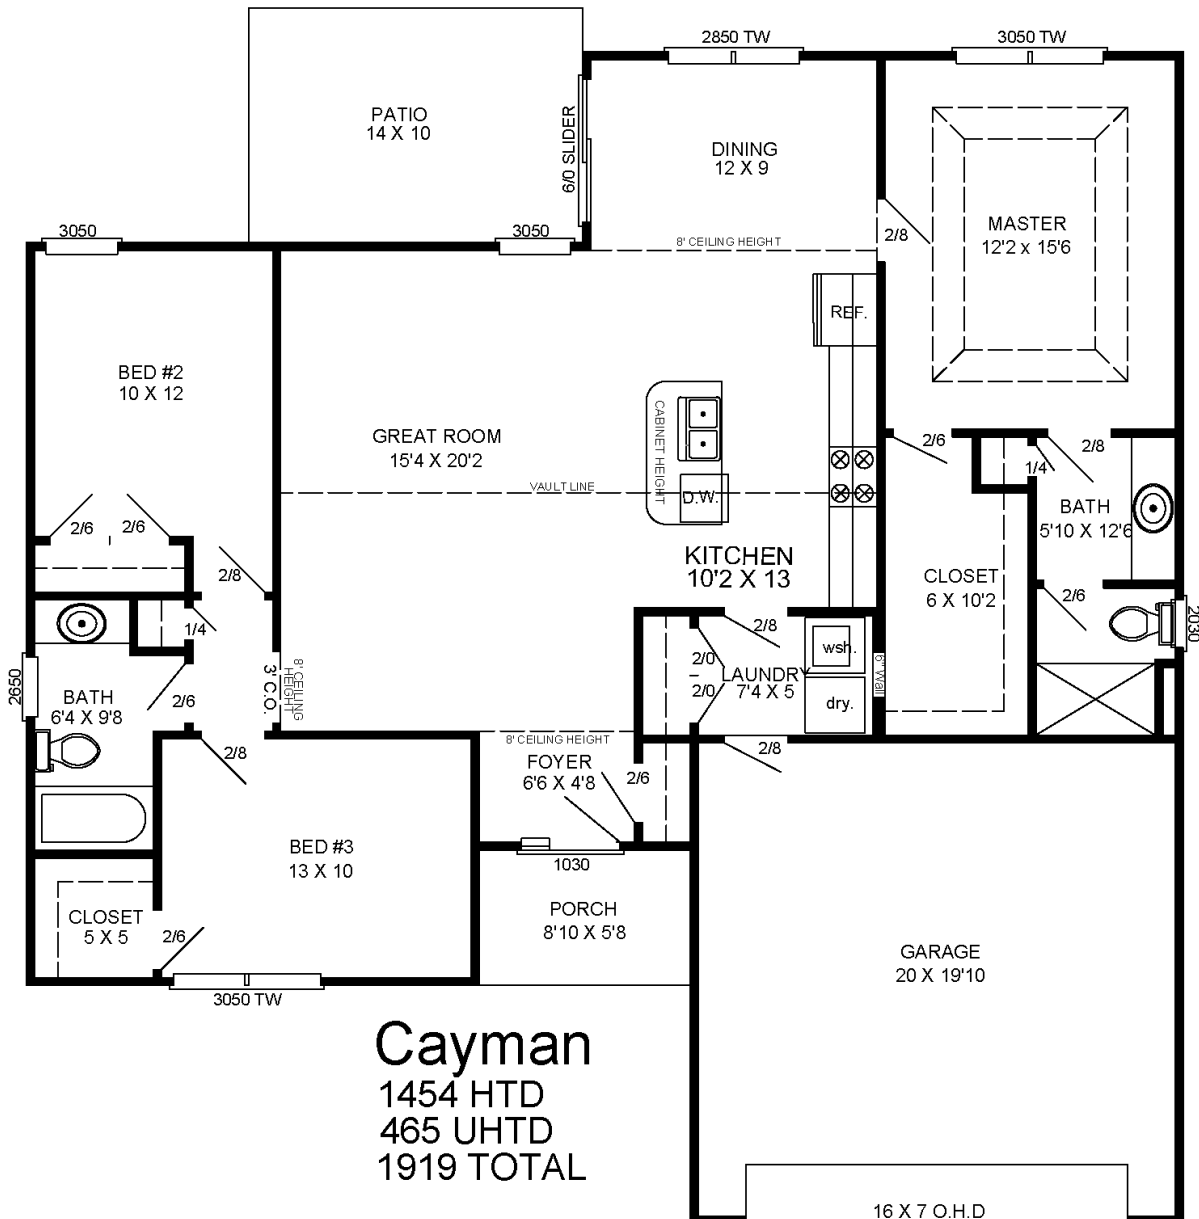 2850 TW
3050 TW
PATIO
14 X 10
6/0 SLIDER
DINING
12 X 9
3050
3050
8' CEILING HEIGHT
2/8
MASTER
12'2 x 15'6
REF.
BED #2
10 X 12
GREAT ROOM
15'4 X 20'2
CABINET HEIGHT
VAULT LINE
D.W.
2/6
2/8
1/4
2/6
2/6
BATH
5'10 X 12'6
KITCHEN
10'2 X 13
2/8
CLOSET
6 X 10'2
2/6
1/4
2/8
wsh.
2030
2650
BATH
6'4 X 9'8
2/6
3' C.O.
8' CEILING
HEIGHT
2/0
LAUNDRY
7'4 X 5
2/0
6" Wall
dry.
2/8
8' CEILING HEIGHT
FOYER
6'6 X 4'8
2/6
2/8
BED #3
13 X 10
1030
CLOSET
5 X 5
2/6
PORCH
8'10 X 5'8
GARAGE
20 X 19'10
3050 TW
Cayman
1454 HTD
465 UHTD
1919 TOTAL
16 X 7 O.H.D